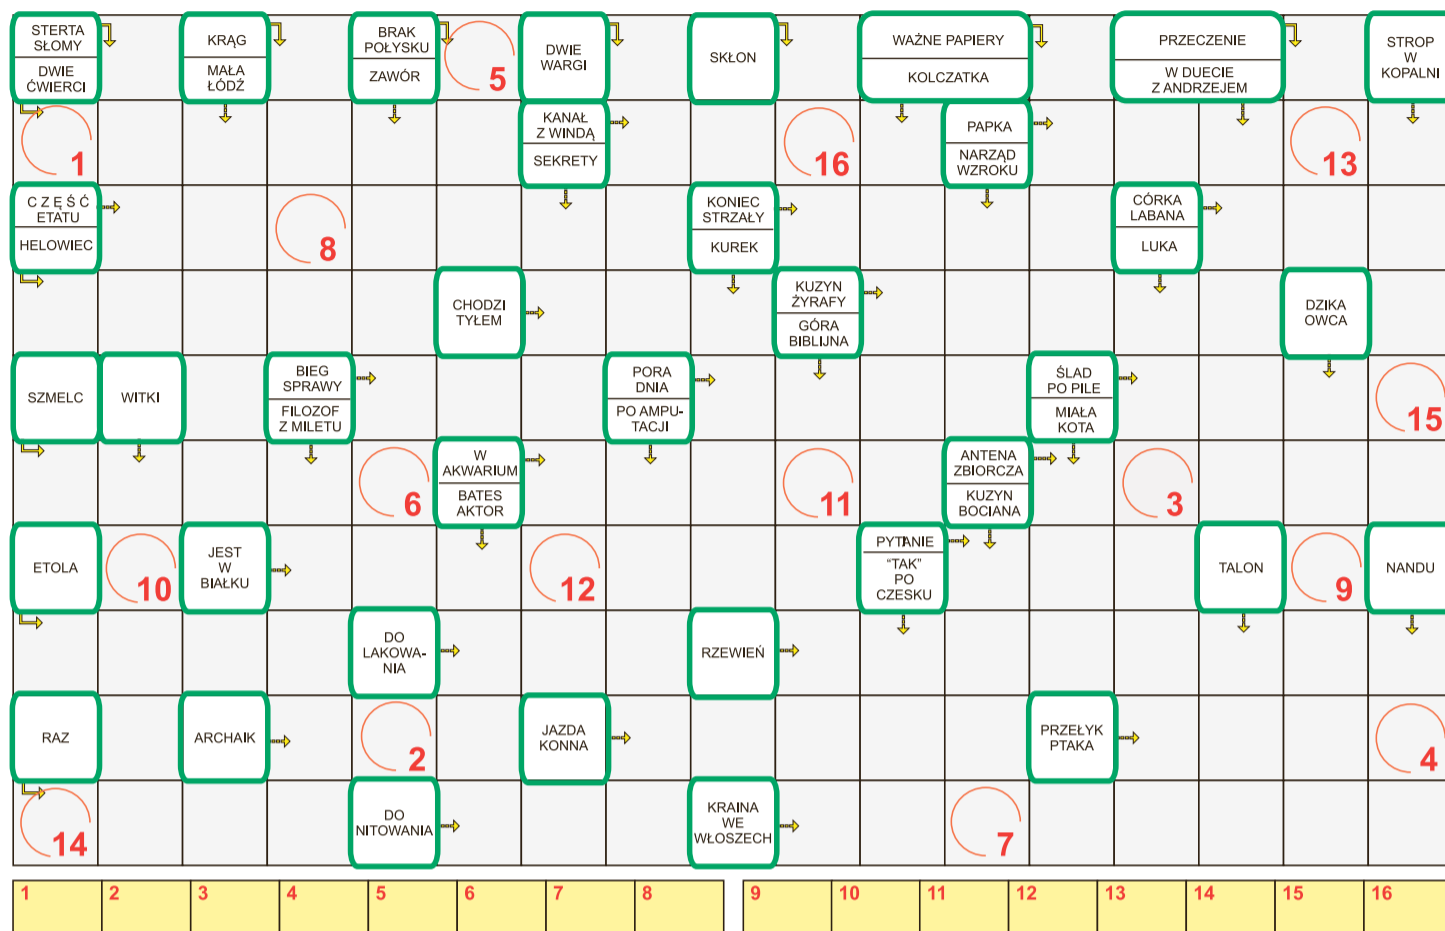 STERTA
SŁOMY
DWIE
ĆWIERCI
KRĄG
MAŁA
ŁÓDŹ
BRAK
POŁYSKU
ZAWÓR
5
DWIE
WARGI
SKŁON
WAŻNE PAPIERY
KOLCZATKA
PRZECZENIE
W DUECIE
Z ANDRZEJEM
STROP
W
KOPALNI
1
KANAŁ
Z WINDĄ
SEKRETY
16
PAPKA
NARZĄD
WZROKU
13
CZĘŚĆ
ETATU
HELOWIEC
8
KONIEC
STRZAŁY
KUREK
CÓRKA
LABANA
LUKA
CHODZI
TYŁEM
KUZYN
ŻYRAFY
GÓRA
BIBLIJNA
DZIKA
OWCA
SZMELC
WITKI
BIEG
SPRAWY
FILOZOF
Z MILETU
PORA
DNIA
PO AMPU-
TACJI
ŚLAD
PO PILE
MIAŁA
KOTA
15
6
W
AKWARIUM
BATES
AKTOR
11
ANTENA
ZBIORCZA
KUZYN
BOCIANA
3
ETOLA
10
JEST
W
BIAŁKU
12
PYTANIE
"TAK"
PO
CZESKU
TALON
9
NANDU
DO
LAKOWA-
NIA
RZEWIEŃ
RAZ
ARCHAIK
2
JAZDA
KONNA
PRZEŁYK
PTAKA
4
14
DO
NITOWANIA
KRAINA
WE
WŁOSZECH
7
1 2 3 4 5 6 7 8 9 10 11 12 13 14 15 16